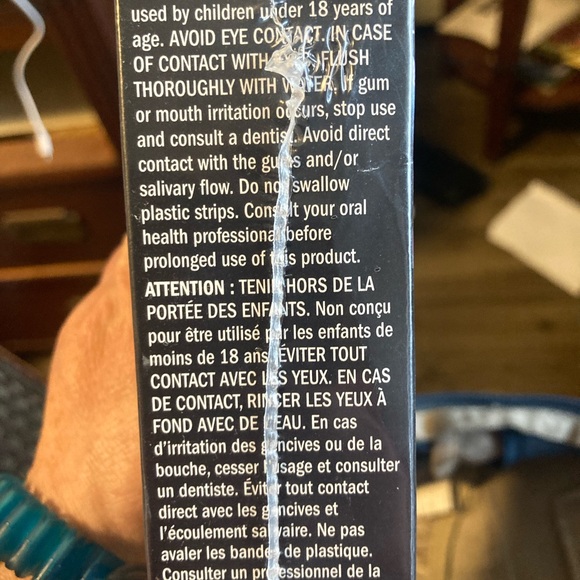 used by children under 18 years of
age. AVOID EYE CONTACT. IN CASE
OF CONTACT WITH EYES, FLUSH
THOROUGHLY WITH WATER. If gum
or mouth irritation occurs, stop use
and consult a dentist. Avoid direct
contact with the gums and/or
salivary flow. Do not swallow
plastic strips. Consult your oral
health professional before
prolonged use of this product.
ATTENTION : TENIR HORS DE LA
PORTÉE DES ENFANTS. Non conçu
pour être utilisé par les enfants de
moins de 18 ans. ÉVITER TOUT
CONTACT AVEC LES YEUX. EN CAS
DE CONTACT, RINCER LES YEUX À
FOND AVEC DE L'EAU. En cas
d'irritation des gencives ou de la
bouche, cesser l'usage et consulter
un dentiste. Éviter tout contact
direct avec les gencives et
l'écoulement salivaire. Ne pas
avaler les bandes de plastique.
Consulter un professionnel de la